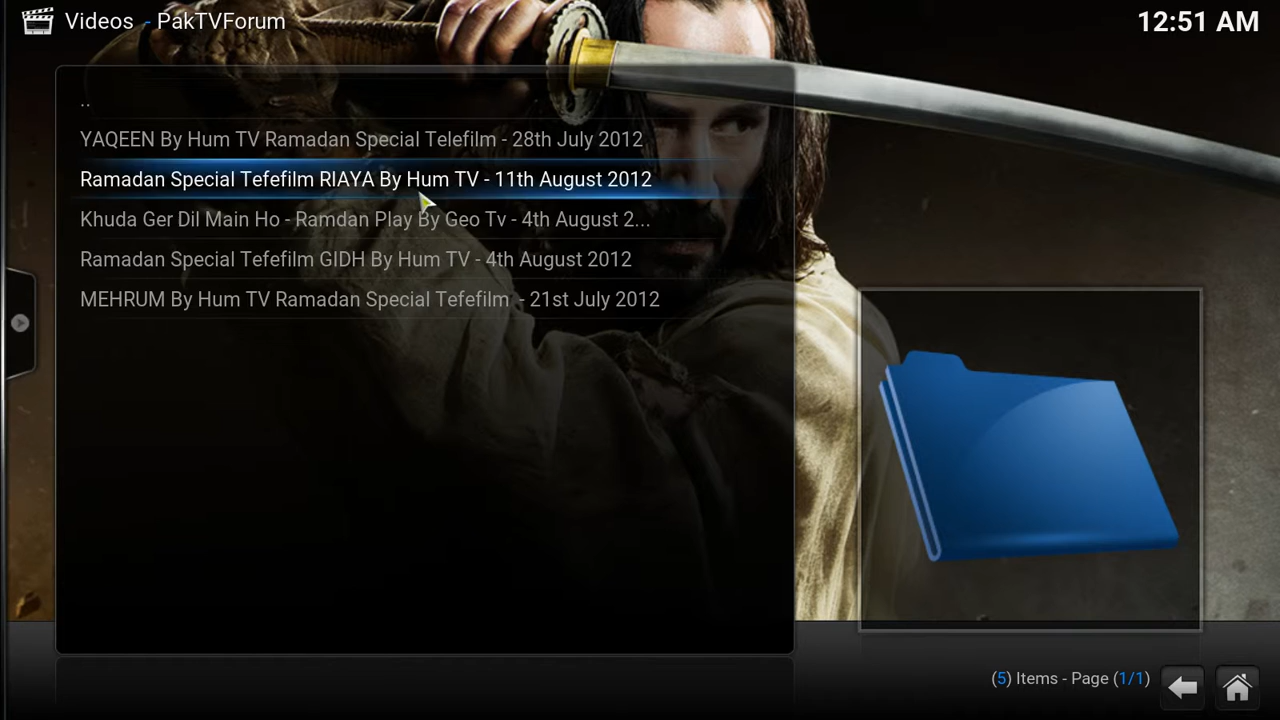 Videos - PakTVForum
12:51 AM
..
YAQEEN By Hum TV Ramadan Special Telefilm - 28th July 2012
Ramadan Special Tefefilm RIAYA By Hum TV - 11th August 2012
Khuda Ger Dil Main Ho - Ramdan Play By Geo Tv - 4th August 2...
Ramadan Special Tefefilm GIDH By Hum TV - 4th August 2012
MEHRUM By Hum TV Ramadan Special Tefefilm  - 21st July 2012
(5) Items - Page (1/1)